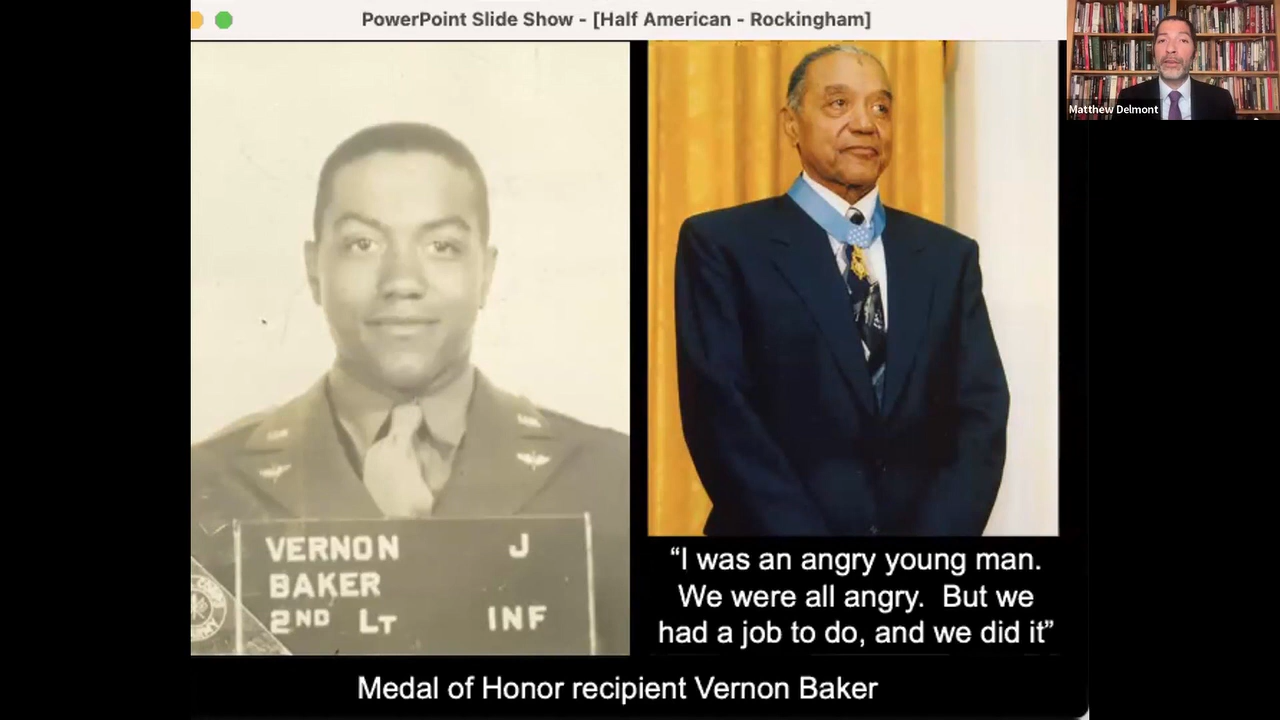 PowerPoint Slide Show - [Half American - Rockingham]
Matthew Delmont
VERNON J
BAKER
2ND LT INF
“I was an angry young man.
We were all angry.  But we
had a job to do, and we did it”
Medal of Honor recipient Vernon Baker